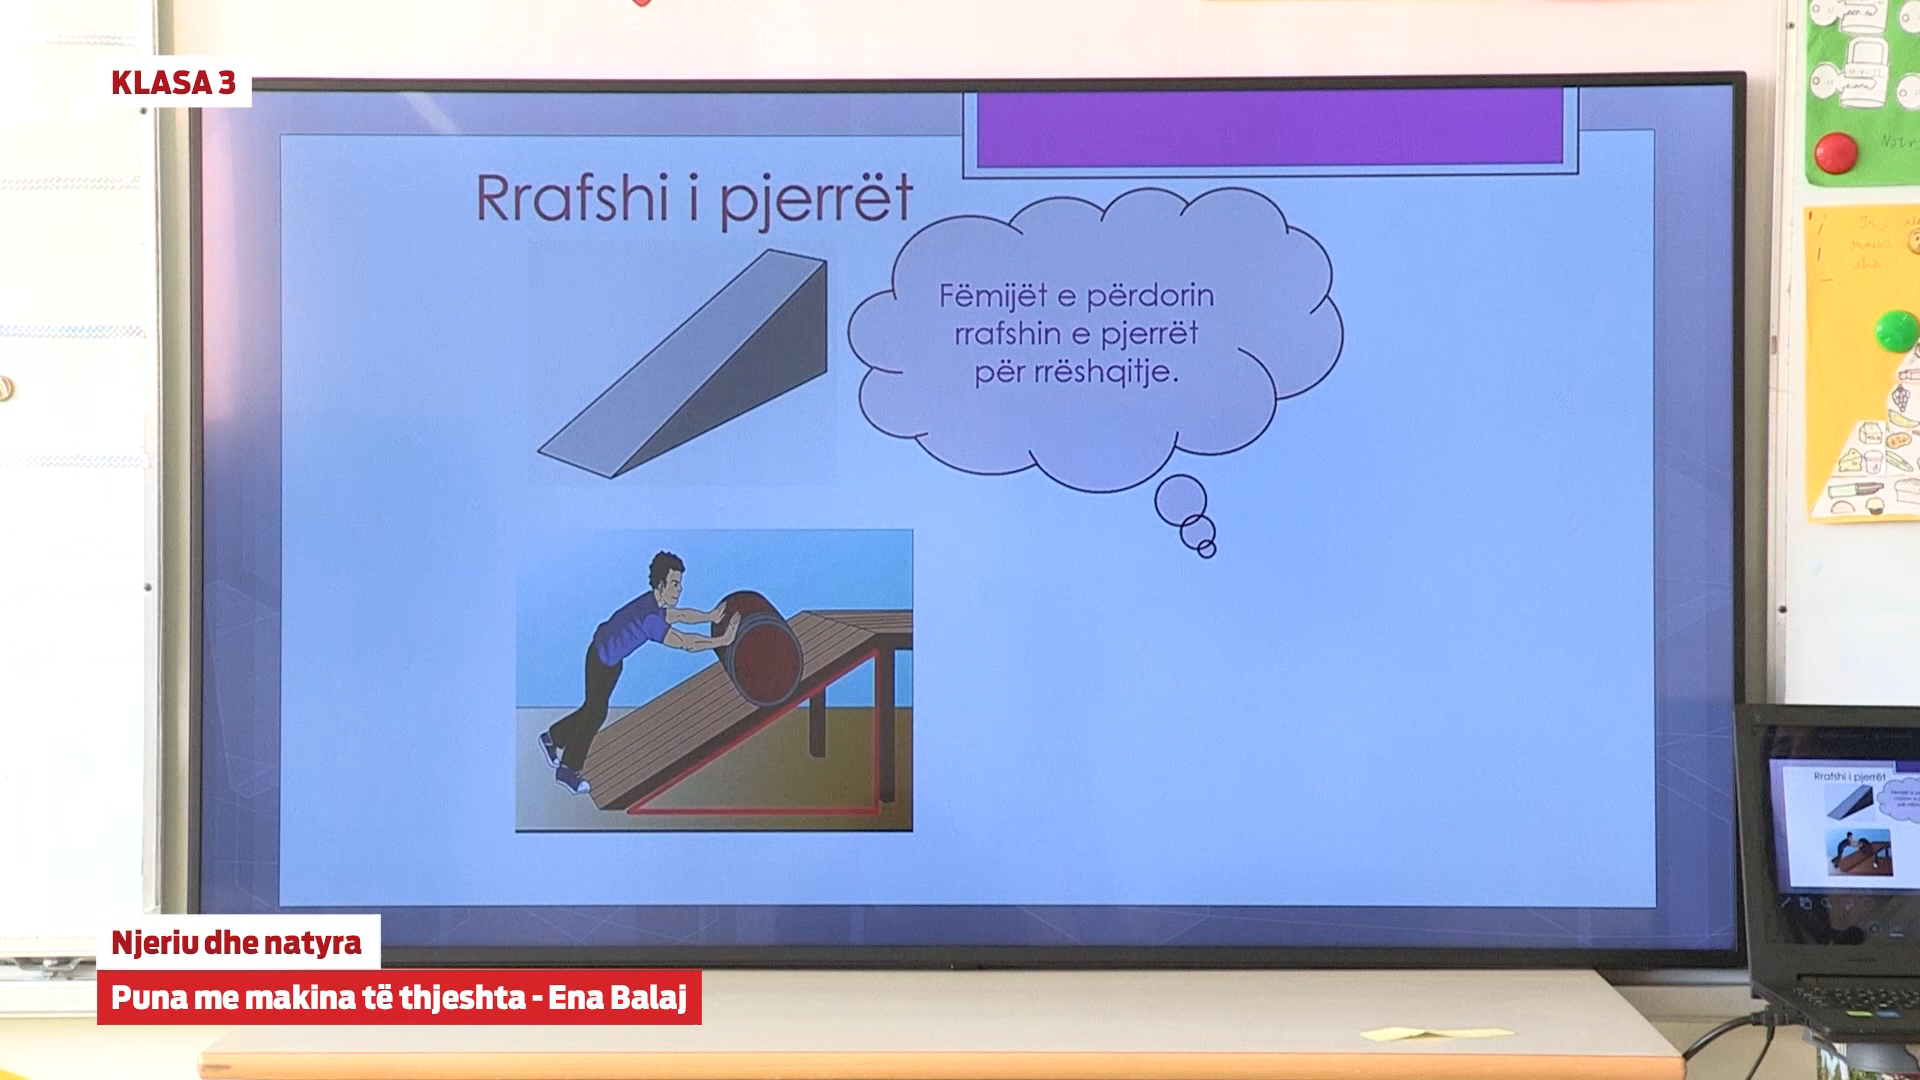 KLASA 3
Rrafshi i pjerrët
Fëmijët e përdorin
rrafshin e pjerrët
për rrëshqitje.
Rrafshi i pjerrët
Njeriu dhe natyra
Puna me makina të thjeshta - Ena Balaj